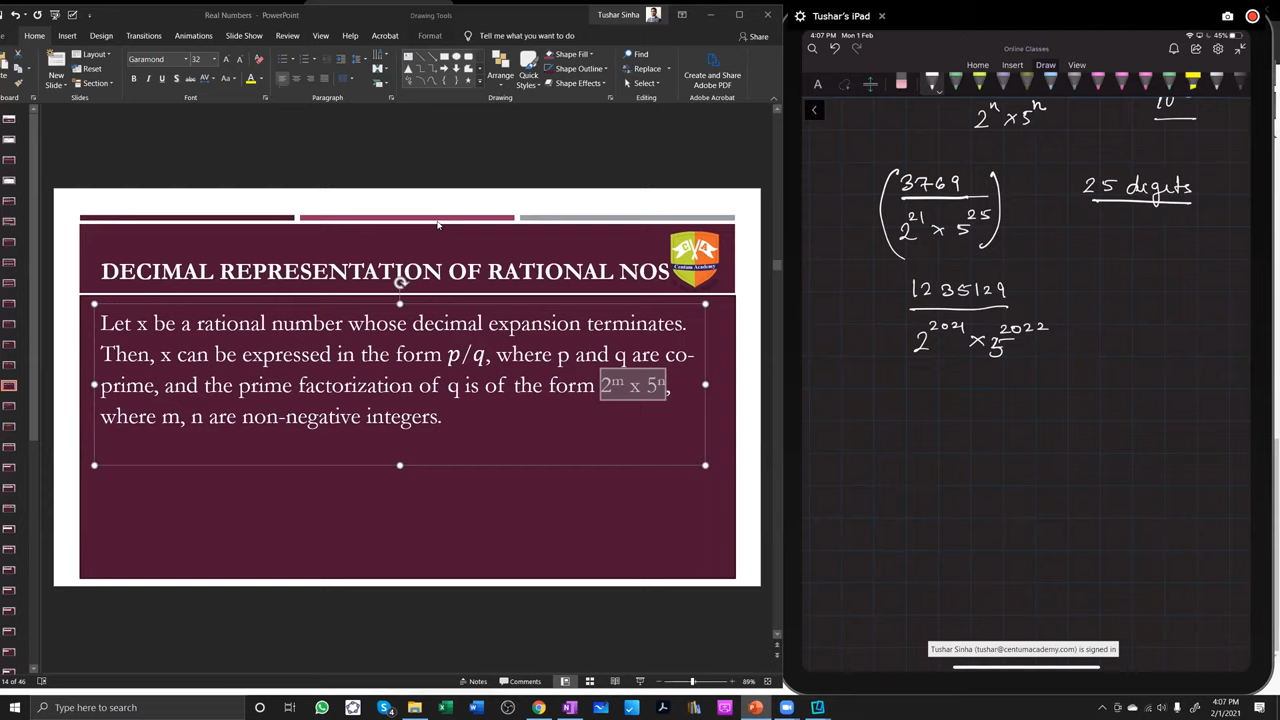 Real Numbers - PowerPoint
Drawing Tools
Tushar Sinha
Home Insert Design Transitions Animations Slide Show Review View Help Acrobat Format Tell me what you want to do Share
Layout
Reset
Section
New
Slide
Slides
Garamond 32
Font
Paragraph
Arrange
Quick
Styles
Shape Fill
Shape Outline
Shape Effects
Drawing
Find
Replace
Select
Editing
Create and Share
Adobe Acrobat
Adobe Acrobat
DECIMAL REPRESENTATION OF RATIONAL NOS
Centum Academy
Let x be a rational number whose decimal expansion terminates.
Then, x can be expressed in the form p/q, where p and q are co-
prime, and the prime factorization of q is of the form 2ᵐ x 5ⁿ,
where m, n are non-negative integers.
14 of 46
Notes Comments 89%
Tushar's iPad
4:07 PM Mon 1 Feb
45%
Online Classes
Home Insert Draw View
2ⁿ × 5ⁿ
10
3769
2²¹ × 5²⁵
25 digits
1235129
2²⁰²¹ × 5²⁰²²
Tushar Sinha (tushar@centumacademy.com) is signed in
Type here to search
4:07 PM
2/1/2021